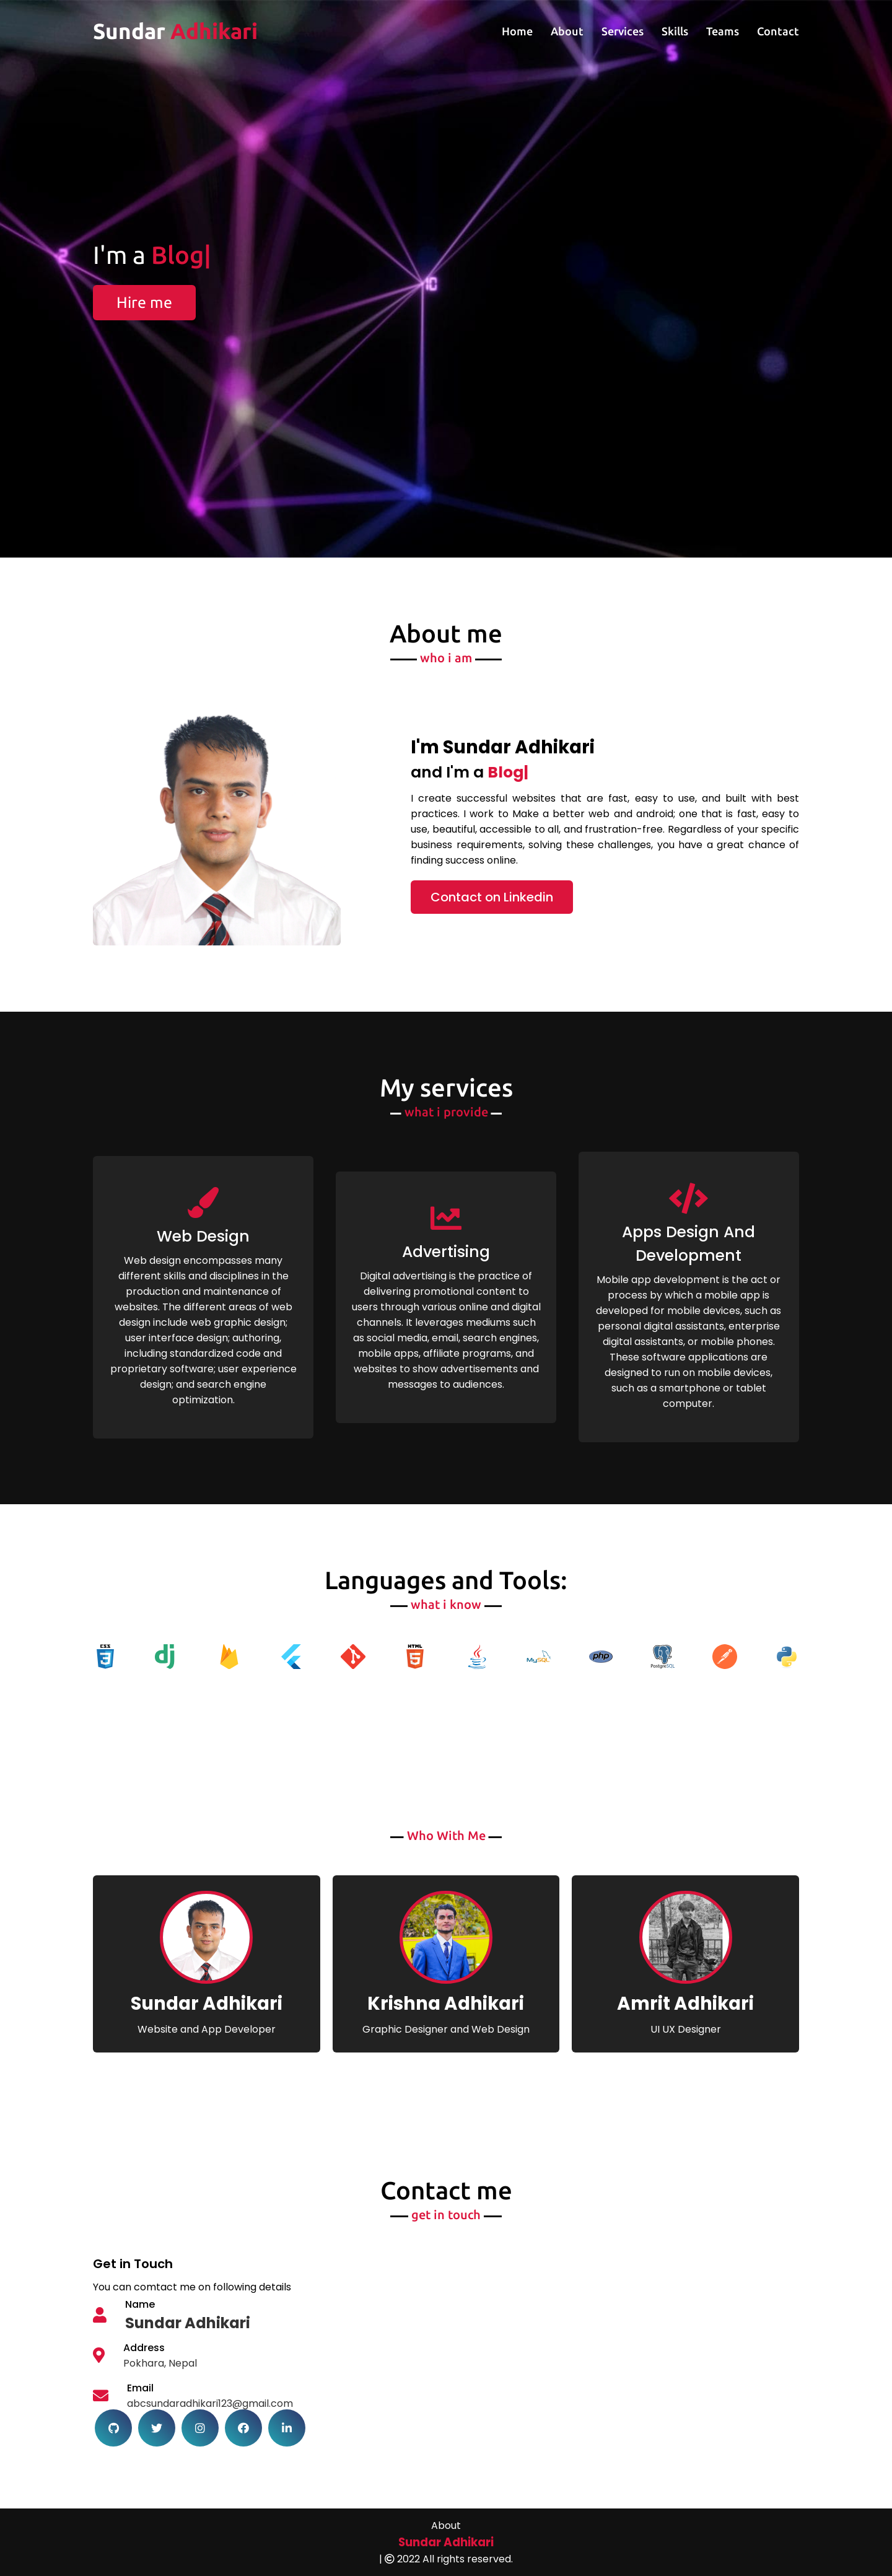 Sundar Adhikari
Home About Services Skills Teams Contact
I'm a Blog|
Hire me
About me
who i am
I'm Sundar Adhikari
and I'm a Blog|
I create successful websites that are fast, easy to use, and built with best
practices. I work to Make a better web and android; one that is fast, easy to
use, beautiful, accessible to all, and frustration-free. Regardless of your specific
business requirements, solving these challenges, you have a great chance of
finding success online.
Contact on Linkedin
My services
what i provide
Web Design
Web design encompasses many
different skills and disciplines in the
production and maintenance of
websites. The different areas of web
design include web graphic design;
user interface design; authoring,
including standardized code and
proprietary software; user experience
design; and search engine
optimization.
Advertising
Digital advertising is the practice of
delivering promotional content to
users through various online and digital
channels. It leverages mediums such
as social media, email, search engines,
mobile apps, affiliate programs, and
websites to show advertisements and
messages to audiences.
Apps Design And
Development
Mobile app development is the act or
process by which a mobile app is
developed for mobile devices, such as
personal digital assistants, enterprise
digital assistants, or mobile phones.
These software applications are
designed to run on mobile devices,
such as a smartphone or tablet
computer.
Languages and Tools:
what i know
CSS 3 dj HTML 5 MySQL php PostgreSQL
Who With Me
Sundar Adhikari
Website and App Developer
Krishna Adhikari
Graphic Designer and Web Design
Amrit Adhikari
UI UX Designer
Contact me
get in touch
Get in Touch
You can comtact me on following details
Name
Sundar Adhikari
Address
Pokhara, Nepal
Email
abcsundaradhikari123@gmail.com
About
Sundar Adhikari
| © 2022 All rights reserved.